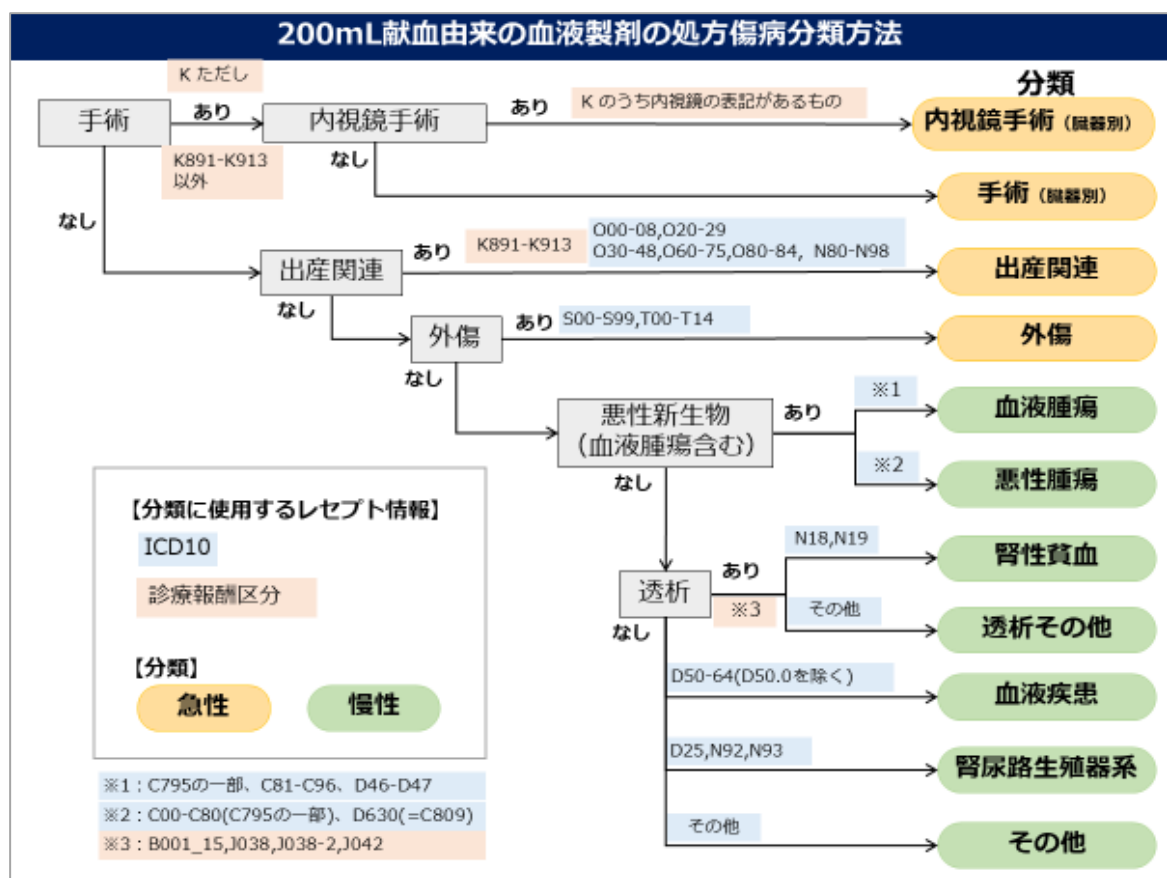 200mL献血由来の血液製剤の処方傷病分類方法
分類
K ただし
手術
あり
K891-K913
以外
内視鏡手術
あり
K のうち内視鏡の表記があるもの
内視鏡手術（臓器別）
なし
手術（臓器別）
なし
出産関連
あり
K891-K913
O00-08,O20-29
O30-48,O60-75,O80-84, N80-N98
出産関連
なし
外傷
あり
S00-S99,T00-T14
外傷
なし
悪性新生物
（血液腫瘍含む）
あり
※1
血液腫瘍
※2
悪性腫瘍
なし
透析
あり
※3
N18,N19
腎性貧血
その他
透析その他
なし
D50-64(D50.0を除く)
血液疾患
D25,N92,N93
腎尿路生殖器系
その他
その他
【分類に使用するレセプト情報】
ICD10
診療報酬区分
【分類】
急性
慢性
※1：C795の一部、C81-C96、D46-D47
※2：C00-C80(C795の一部)、D630(=C809)
※3：B001_15,J038,J038-2,J042